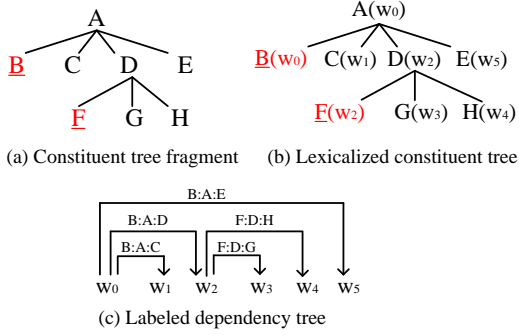 A
B C D E
F G H
(a) Constituent tree fragment
A(w0)
B(w0) C(w1) D(w2) E(w5)
F(w2) G(w3) H(w4)
(b) Lexicalized constituent tree
B:A:E
B:A:D F:D:H
B:A:C F:D:G
w0 w1 w2 w3 w4 w5
(c) Labeled dependency tree